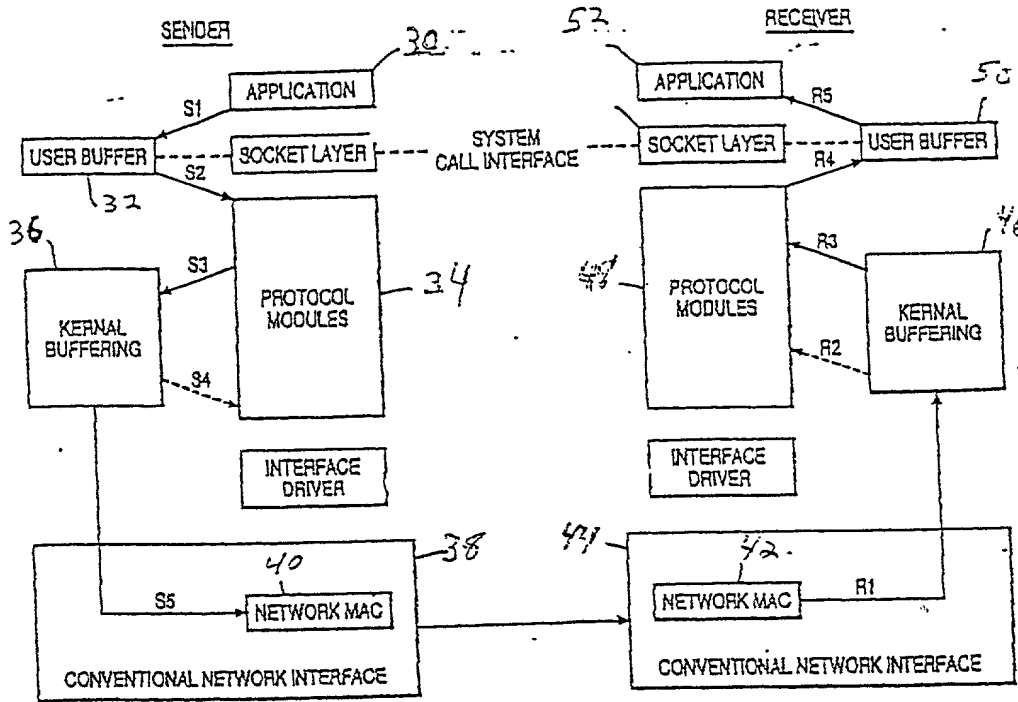 SENDER
RECEIVER
30
52
50
APPLICATION
APPLICATION
S1
R5
USER BUFFER
SOCKET LAYER
SYSTEM
CALL INTERFACE
SOCKET LAYER
USER BUFFER
32
S2
R4
36
S3
R3
KERNAL
BUFFERING
PROTOCOL
MODULES
34
PROTOCOL
MODULES
KERNAL
BUFFERING
S4
R2
INTERFACE
DRIVER
INTERFACE
DRIVER
38
40
42
S5
NETWORK MAC
NETWORK MAC
R1
CONVENTIONAL NETWORK INTERFACE
CONVENTIONAL NETWORK INTERFACE